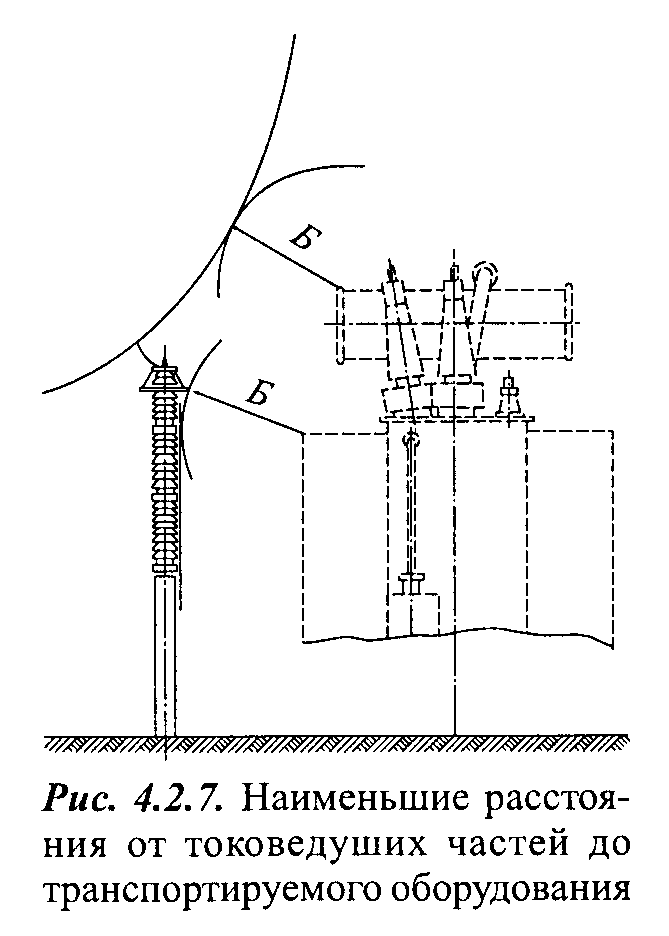 Б
Б
Рис. 4.2.7. Наименьшие расстоя-
ния от токоведуших частей до
транспортируемого оборудования